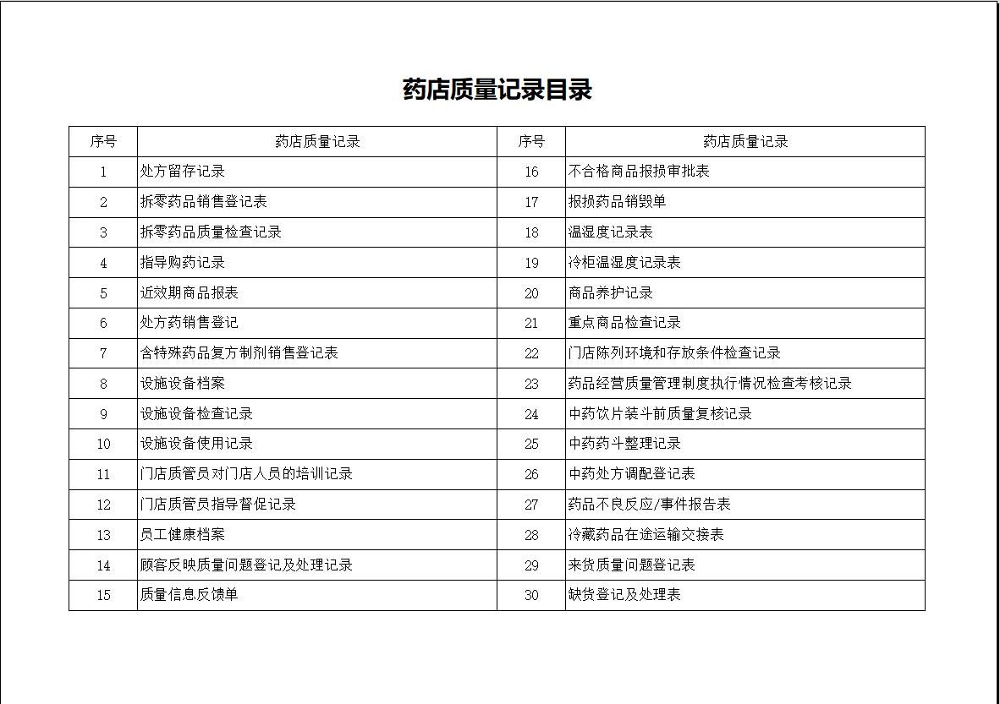 药店质量记录目录
序号 药店质量记录 序号 药店质量记录
1 处方留存记录 16 不合格商品报损审批表
2 拆零药品销售登记表 17 报损药品销毁单
3 拆零药品质量检查记录 18 温湿度记录表
4 指导购药记录 19 冷柜温湿度记录表
5 近效期商品报表 20 商品养护记录
6 处方药销售登记 21 重点商品检查记录
7 含特殊药品复方制剂销售登记表 22 门店陈列环境和存放条件检查记录
8 设施设备档案 23 药品经营质量管理制度执行情况检查考核记录
9 设施设备检查记录 24 中药饮片装斗前质量复核记录
10 设施设备使用记录 25 中药药斗整理记录
11 门店质管员对门店人员的培训记录 26 中药处方调配登记表
12 门店质管员指导督促记录 27 药品不良反应/事件报告表
13 员工健康档案 28 冷藏药品在途运输交接表
14 顾客反映质量问题登记及处理记录 29 来货质量问题登记表
15 质量信息反馈单 30 缺货登记及处理表